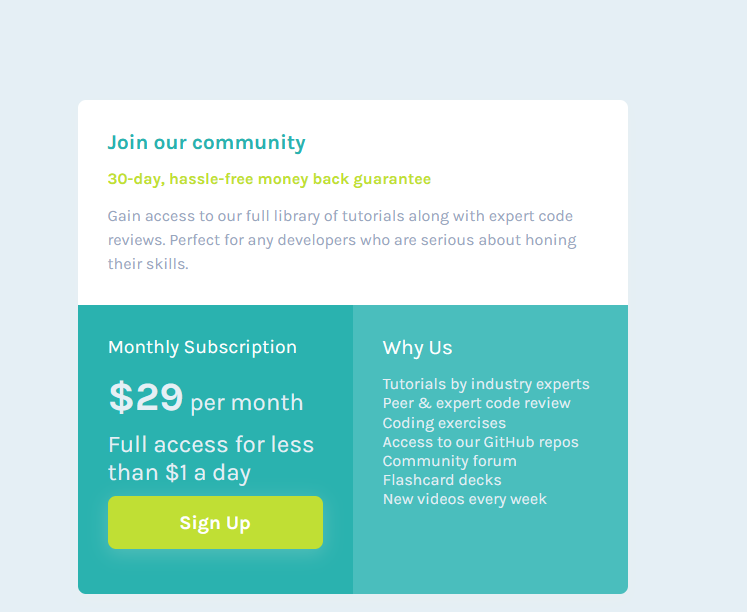 Join our community
30-day, hassle-free money back guarantee
Gain access to our full library of tutorials along with expert code
reviews. Perfect for any developers who are serious about honing
their skills.
Monthly Subscription
$29 per month
Full access for less
than $1 a day
Sign Up
Why Us
Tutorials by industry experts
Peer & expert code review
Coding exercises
Access to our GitHub repos
Community forum
Flashcard decks
New videos every week